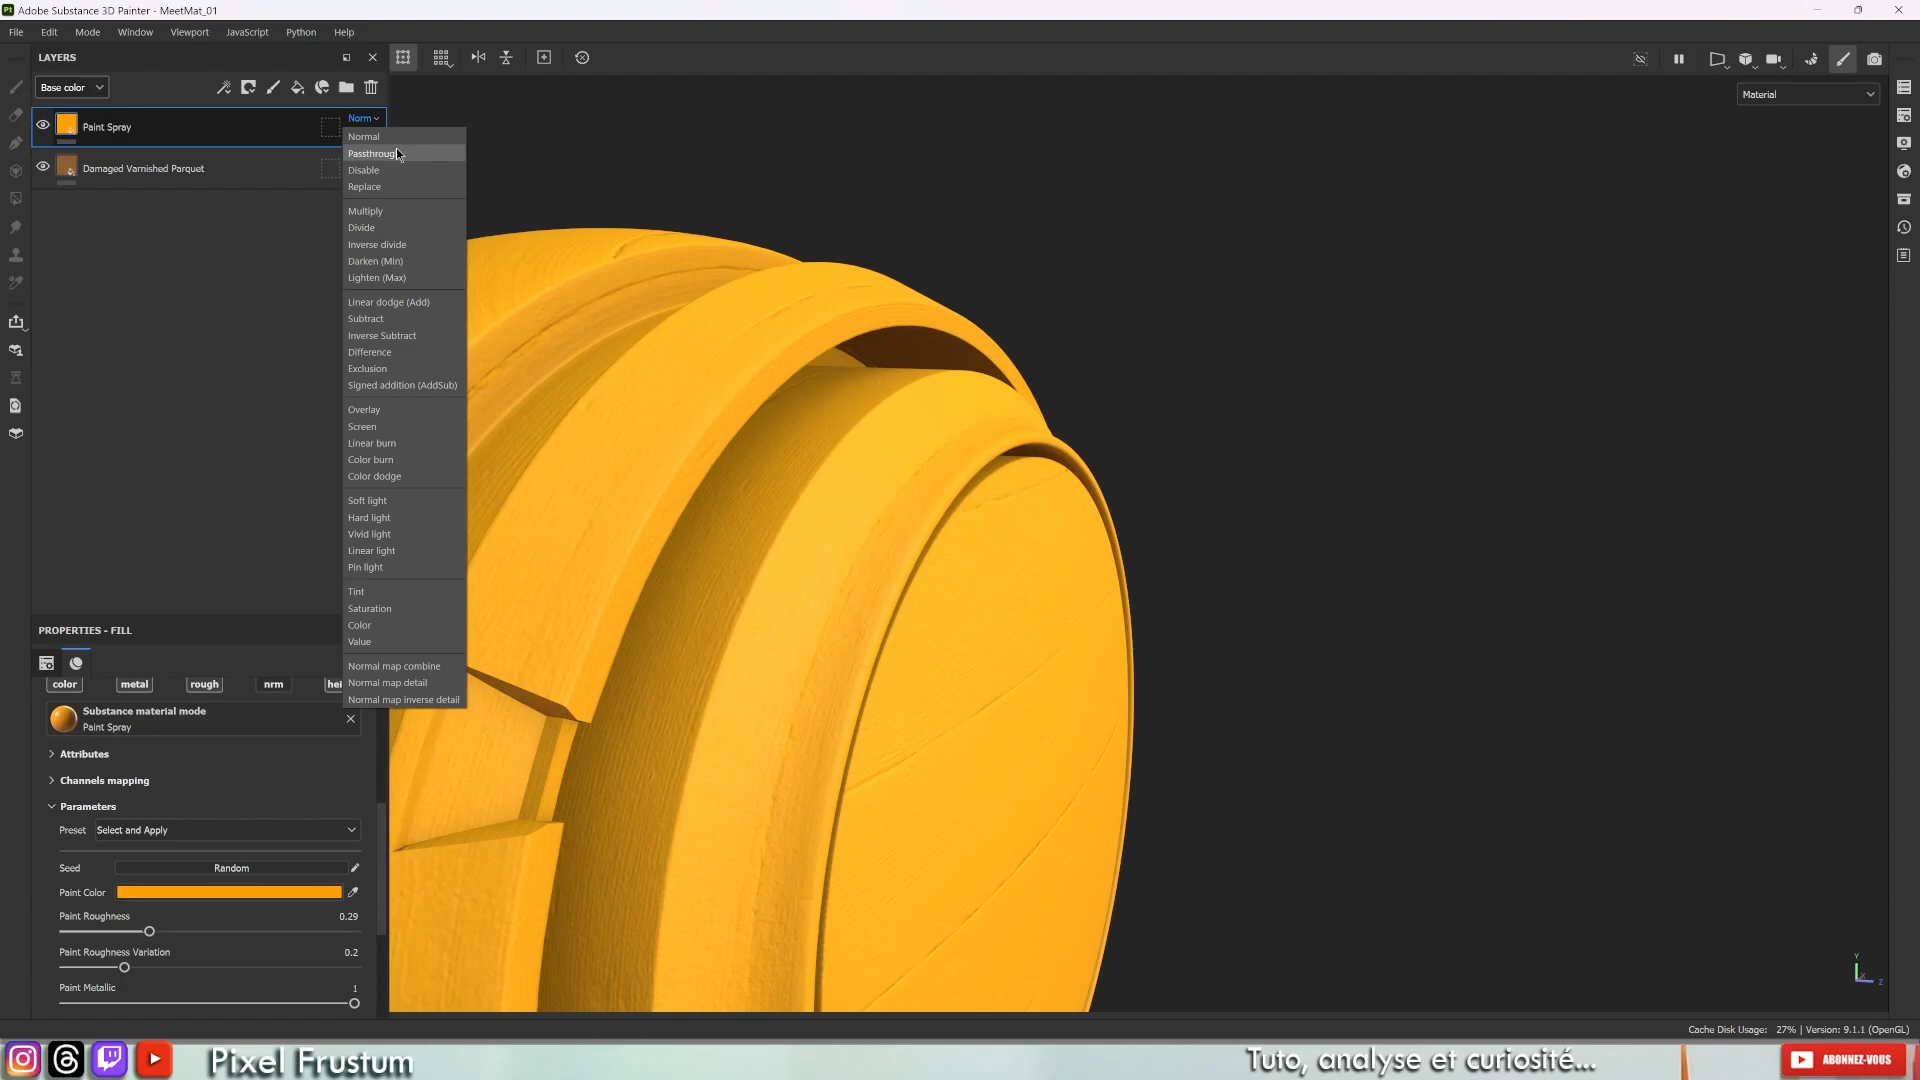 Adobe Substance 3D Painter - MeetMat_01
File Edit Mode Window Viewport JavaScript Python Help
LAYERS
Base color
Material
Paint Spray
Norm
Damaged Varnished Parquet
Normal
Passthroug
Disable
Replace
Multiply
Divide
Inverse divide
Darken (Min)
Lighten (Max)
Linear dodge (Add)
Subtract
Inverse Subtract
Difference
Exclusion
Signed addition (AddSub)
Overlay
Screen
Linear burn
Color burn
Color dodge
Soft light
Hard light
Vivid light
Linear light
Pin light
Tint
Saturation
Color
Value
Normal map combine
Normal map detail
Normal map inverse detail
PROPERTIES - FILL
color metal rough nrm hei
Substance material mode
Paint Spray
Attributes
Channels mapping
Parameters
Preset Select and Apply
Seed Random
Paint Color
Paint Roughness 0.29
Paint Roughness Variation 0.2
Paint Metallic 1
Y
X
Z
Cache Disk Usage: 27% | Version: 9.1.1 (OpenGL)
Pixel Frustum
Tuto, analyse et curiosité...
ABONNEZ-VOUS